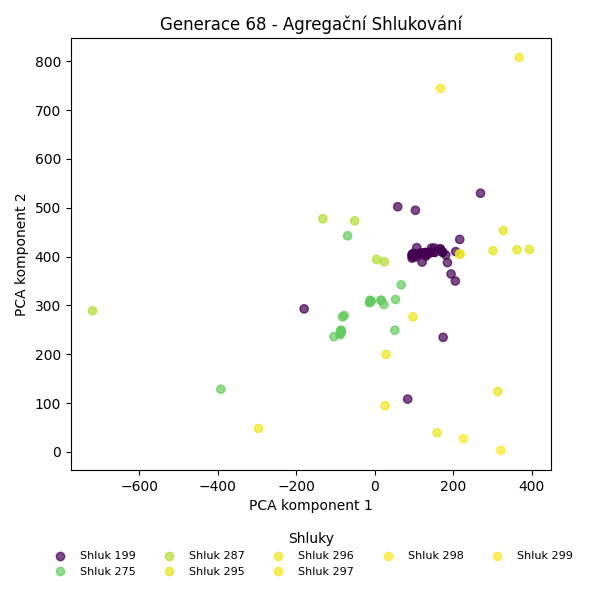 Generace 68 - Agregační Shlukování
800
700
600
500
400
300
200
100
0
PCA komponent 2
−600 −400 −200 0 200 400
PCA komponent 1
Shluky
Shluk 199 Shluk 287 Shluk 296 Shluk 298 Shluk 299
Shluk 275 Shluk 295 Shluk 297